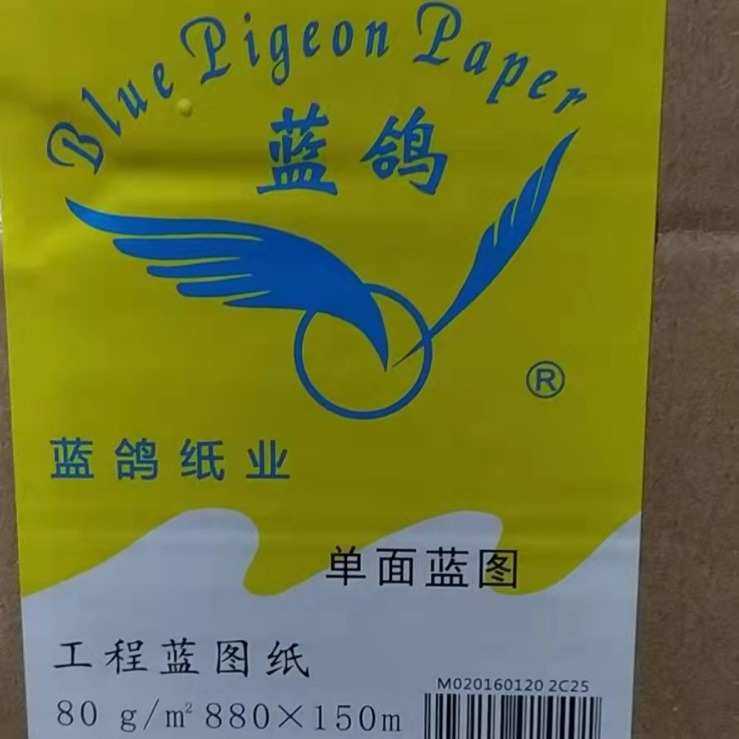 Blue Pigeon Paper
蓝鸽
®
蓝鸽纸业
单面蓝图
工程蓝图纸
M020160120 2C25
80 g/m² 880×150m